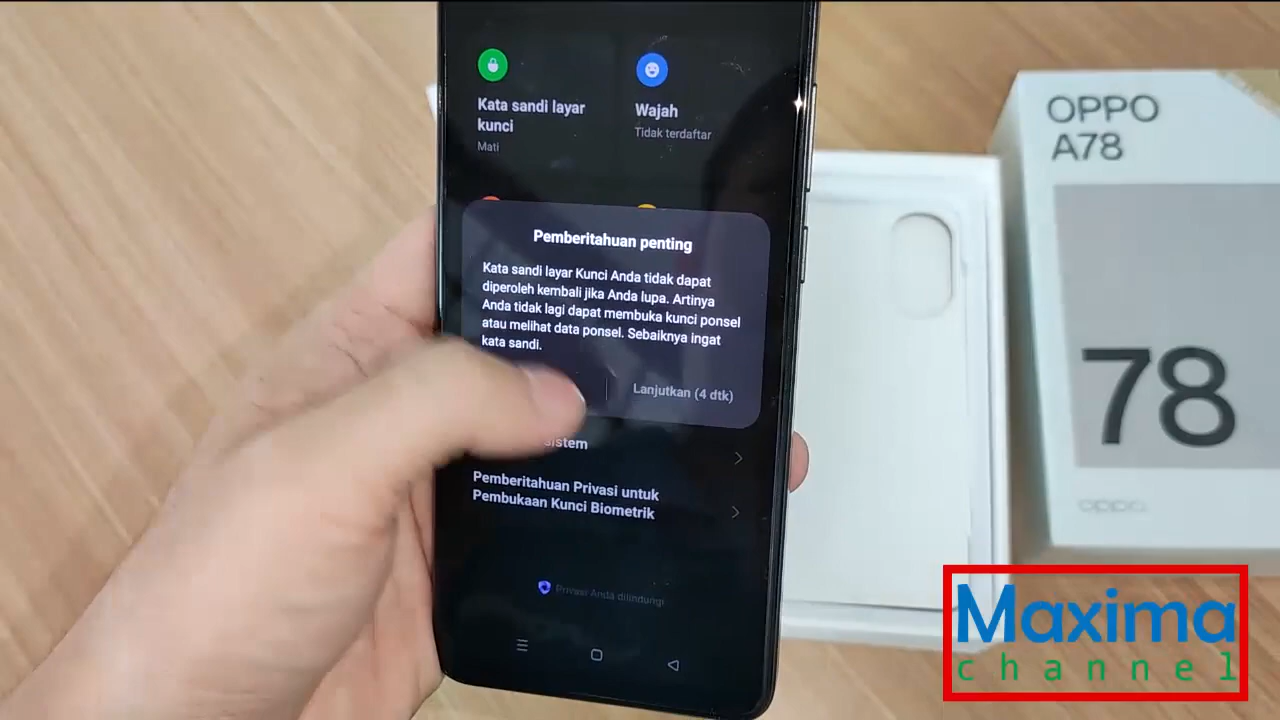 Kata sandi layar
kunci
Mati
Wajah
Tidak terdaftar
Pemberitahuan penting
Kata sandi layar Kunci Anda tidak dapat
diperoleh kembali jika Anda lupa. Artinya
Anda tidak lagi dapat membuka kunci ponsel
atau melihat data ponsel. Sebaiknya ingat
kata sandi.
Lanjutkan (4 dtk)
sistem
Pemberitahuan Privasi untuk
Pembukaan Kunci Biometrik
Privasi Anda dilindungi
OPPO
A78
78
oppo
Maxima
channel